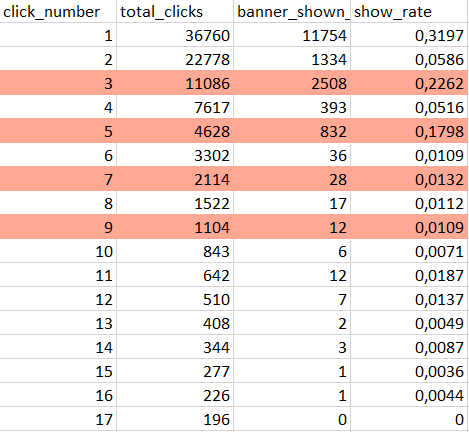 click_number total_clicks banner_shown_ show_rate
1 36760 11754 0,3197
2 22778 1334 0,0586
3 11086 2508 0,2262
4 7617 393 0,0516
5 4628 832 0,1798
6 3302 36 0,0109
7 2114 28 0,0132
8 1522 17 0,0112
9 1104 12 0,0109
10 843 6 0,0071
11 642 12 0,0187
12 510 7 0,0137
13 408 2 0,0049
14 344 3 0,0087
15 277 1 0,0036
16 226 1 0,0044
17 196 0 0